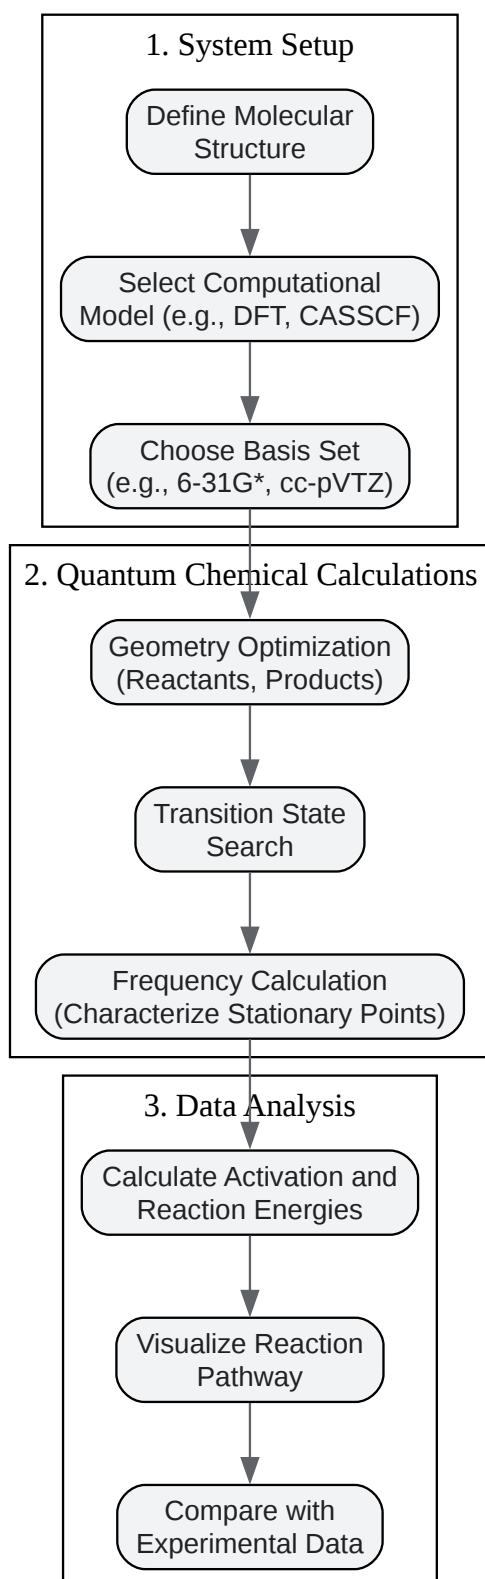 1. System Setup
Define Molecular
Structure
Select Computational
Model (e.g., DFT, CASSCF)
Choose Basis Set
(e.g., 6-31G*, cc-pVTZ)
2. Quantum Chemical Calculations
Geometry Optimization
(Reactants, Products)
Transition State
Search
Frequency Calculation
(Characterize Stationary Points)
3. Data Analysis
Calculate Activation and
Reaction Energies
Visualize Reaction
Pathway
Compare with
Experimental Data